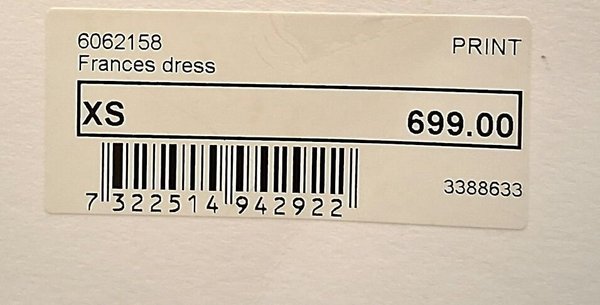 6062158 PRINT
Frances dress
XS 699.00
3388633
7 322514 942922